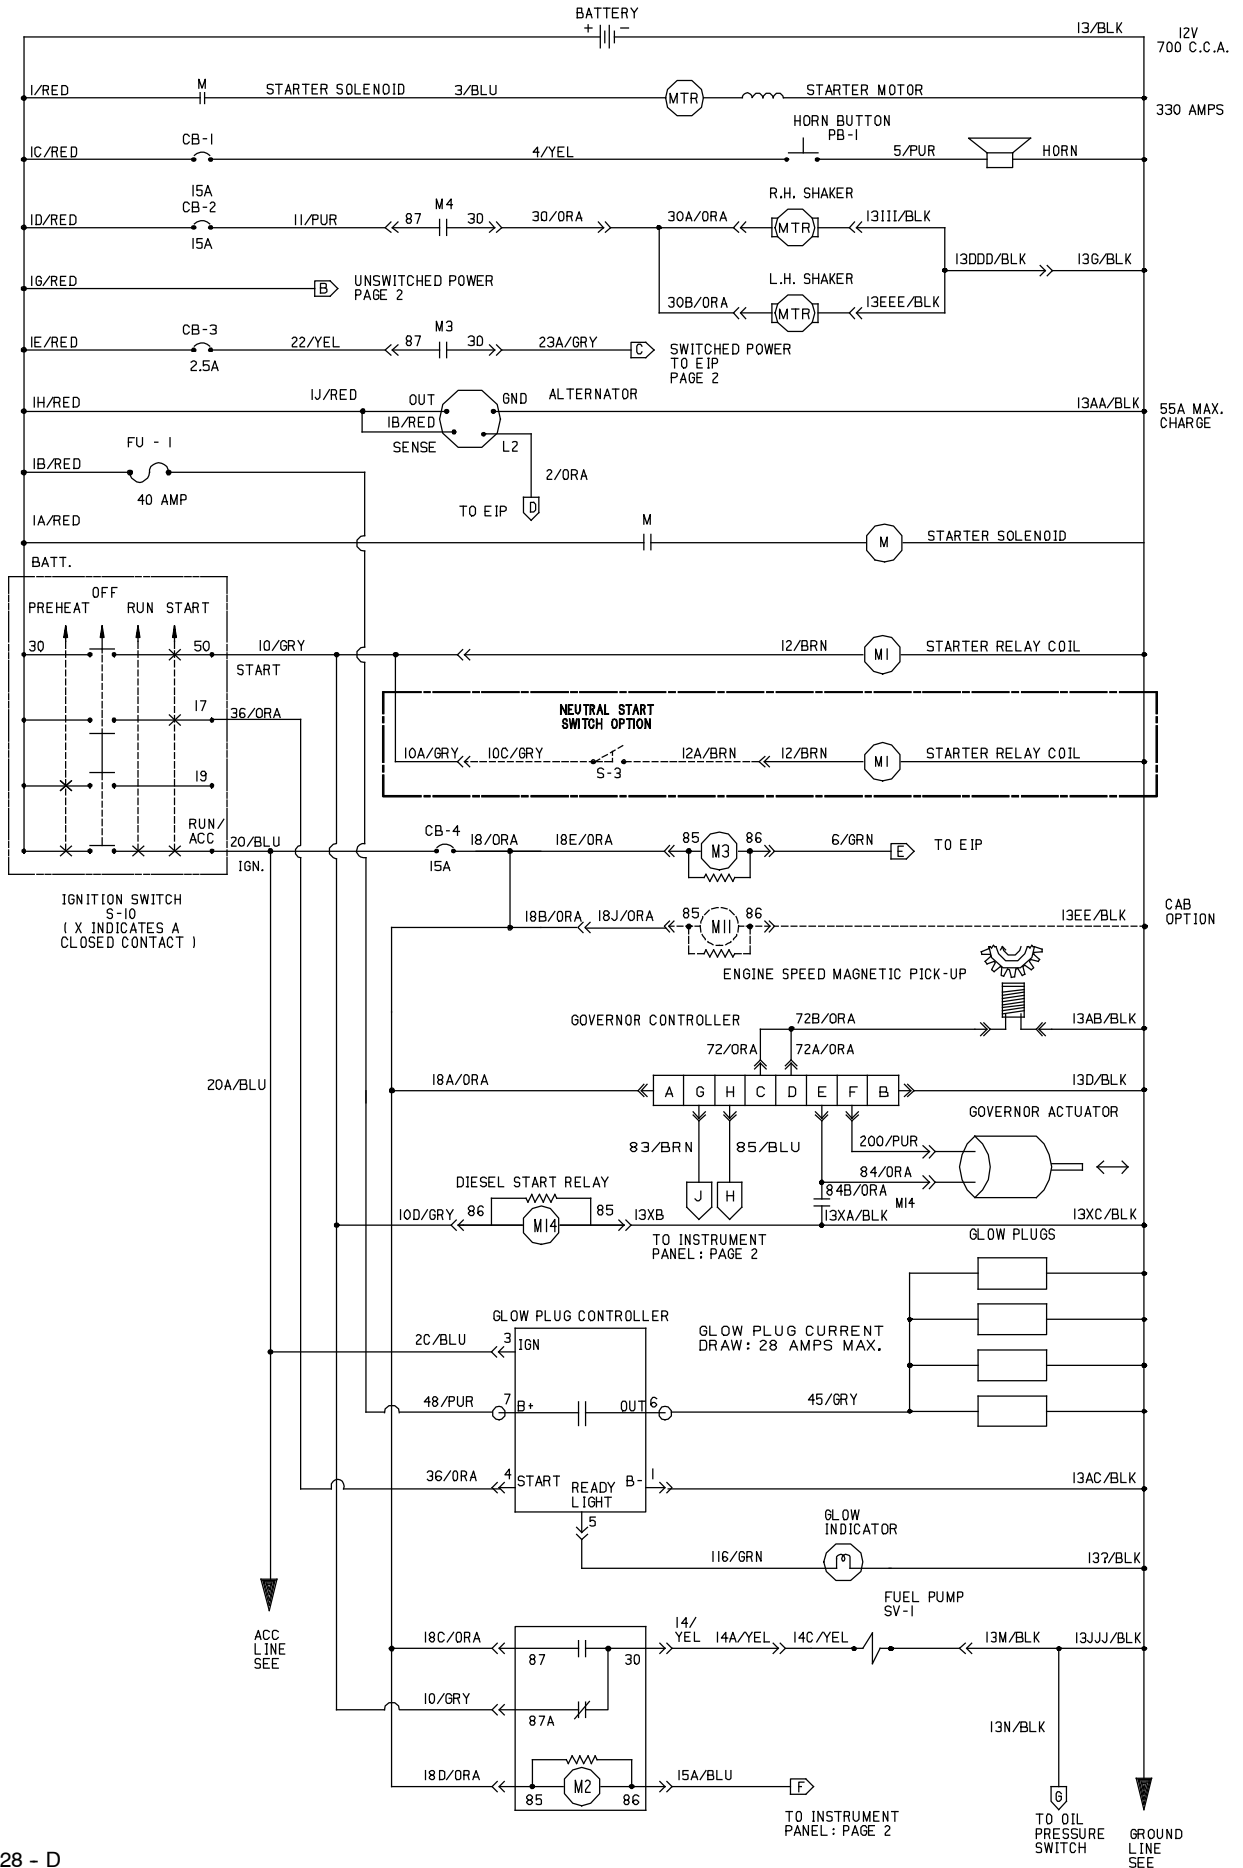 BATTERY
+ -
13/BLK
12V
700 C.C.A.
1/RED
M
STARTER SOLENOID
3/BLU
MTR
STARTER MOTOR
330 AMPS
HORN BUTTON
PB-1
1C/RED
CB-1
4/YEL
5/PUR
HORN
15A
CB-2
1D/RED
11/PUR
87
M4
30
30/ORA
30A/ORA
R.H. SHAKER
MTR
13III/BLK
15A
13DDD/BLK
13G/BLK
1G/RED
B
UNSWITCHED POWER
PAGE 2
L.H. SHAKER
30B/ORA
MTR
13EEE/BLK
1E/RED
CB-3
22/YEL
87
M3
30
23A/GRY
C
SWITCHED POWER
TO EIP
PAGE 2
2.5A
1H/RED
1J/RED
OUT
GND
ALTERNATOR
13AA/BLK
55A MAX.
CHARGE
1B/RED
SENSE
L2
FU - 1
1B/RED
40 AMP
2/ORA
TO EIP
D
1A/RED
M
M
STARTER SOLENOID
BATT.
OFF
PREHEAT
RUN
START
30
50
10/GRY
START
12/BRN
M1
STARTER RELAY COIL
17
36/ORA
NEUTRAL START
SWITCH OPTION
10A/GRY
10C/GRY
S-3
12A/BRN
12/BRN
M1
STARTER RELAY COIL
19
RUN/
ACC
20/BLU
IGN.
CB-4
15A
18/ORA
18E/ORA
85
M3
86
6/GRN
E
TO EIP
IGNITION SWITCH
S-10
( X INDICATES A
CLOSED CONTACT )
18B/ORA
18J/ORA
85
M11
86
13EE/BLK
CAB
OPTION
ENGINE SPEED MAGNETIC PICK-UP
GOVERNOR CONTROLLER
72B/ORA
13AB/BLK
72/ORA
72A/ORA
20A/BLU
18A/ORA
A G H C D E F B
13D/BLK
GOVERNOR ACTUATOR
83/BRN
85/BLU
200/PUR
84/ORA
84B/ORA
M14
DIESEL START RELAY
J
H
10D/GRY
86
M14
85
13XB
13XA/BLK
13XC/BLK
TO INSTRUMENT
PANEL: PAGE 2
GLOW PLUGS
GLOW PLUG CONTROLLER
GLOW PLUG CURRENT
DRAW: 28 AMPS MAX.
2C/BLU
3
IGN
48/PUR
7
B+
OUT
6
45/GRY
36/ORA
4
START
B-
1
13AC/BLK
READY
LIGHT
5
GLOW
INDICATOR
116/GRN
13?/BLK
FUEL PUMP
SV-1
ACC
LINE
SEE
18C/ORA
87
30
14/
YEL
14A/YEL
14C/YEL
13M/BLK
13JJJ/BLK
10/GRY
87A
13N/BLK
18D/ORA
85
M2
86
15A/BLU
F
TO INSTRUMENT
PANEL: PAGE 2
G
TO OIL
PRESSURE
SWITCH
GROUND
LINE
SEE
28 - D